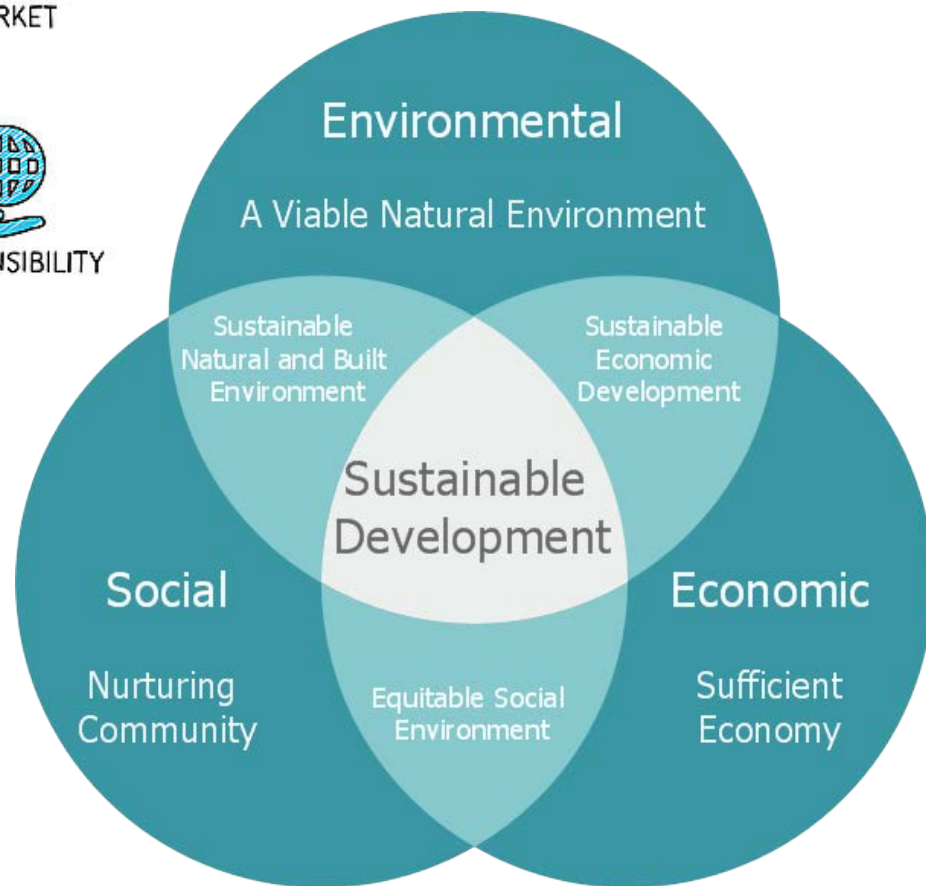 RKET
NSIBILITY
Environmental
A Viable Natural Environment
Sustainable
Natural and Built
Environment
Sustainable
Economic
Development
Sustainable
Development
Social
Nurturing
Community
Equitable Social
Environment
Economic
Sufficient
Economy